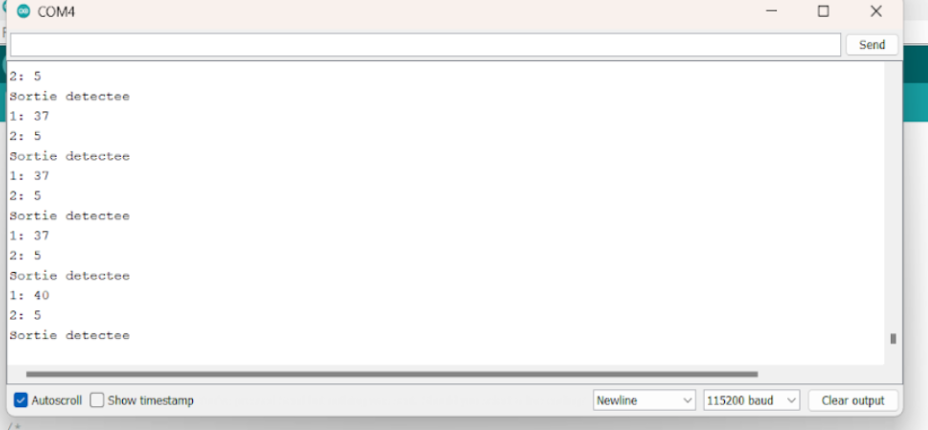 COM4
Send
2: 5
Sortie detectee
1: 37
2: 5
Sortie detectee
1: 37
2: 5
Sortie detectee
1: 37
2: 5
Sortie detectee
1: 40
2: 5
Sortie detectee
Autoscroll Show timestamp Newline 115200 baud Clear output
/*